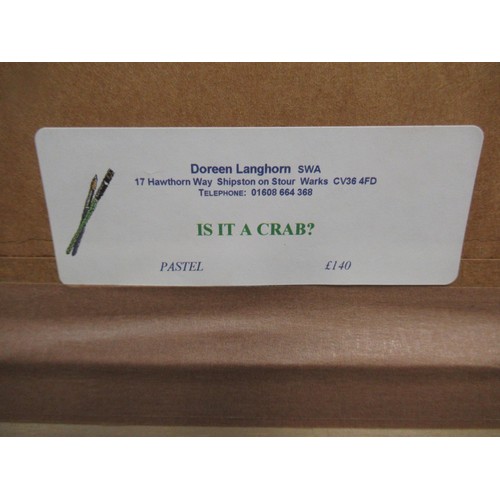 Doreen Langhorn SWA
17 Hawthorn Way Shipston on Stour Warks CV36 4FD
TELEPHONE: 01608 664 368
IS IT A CRAB?
PASTEL £140